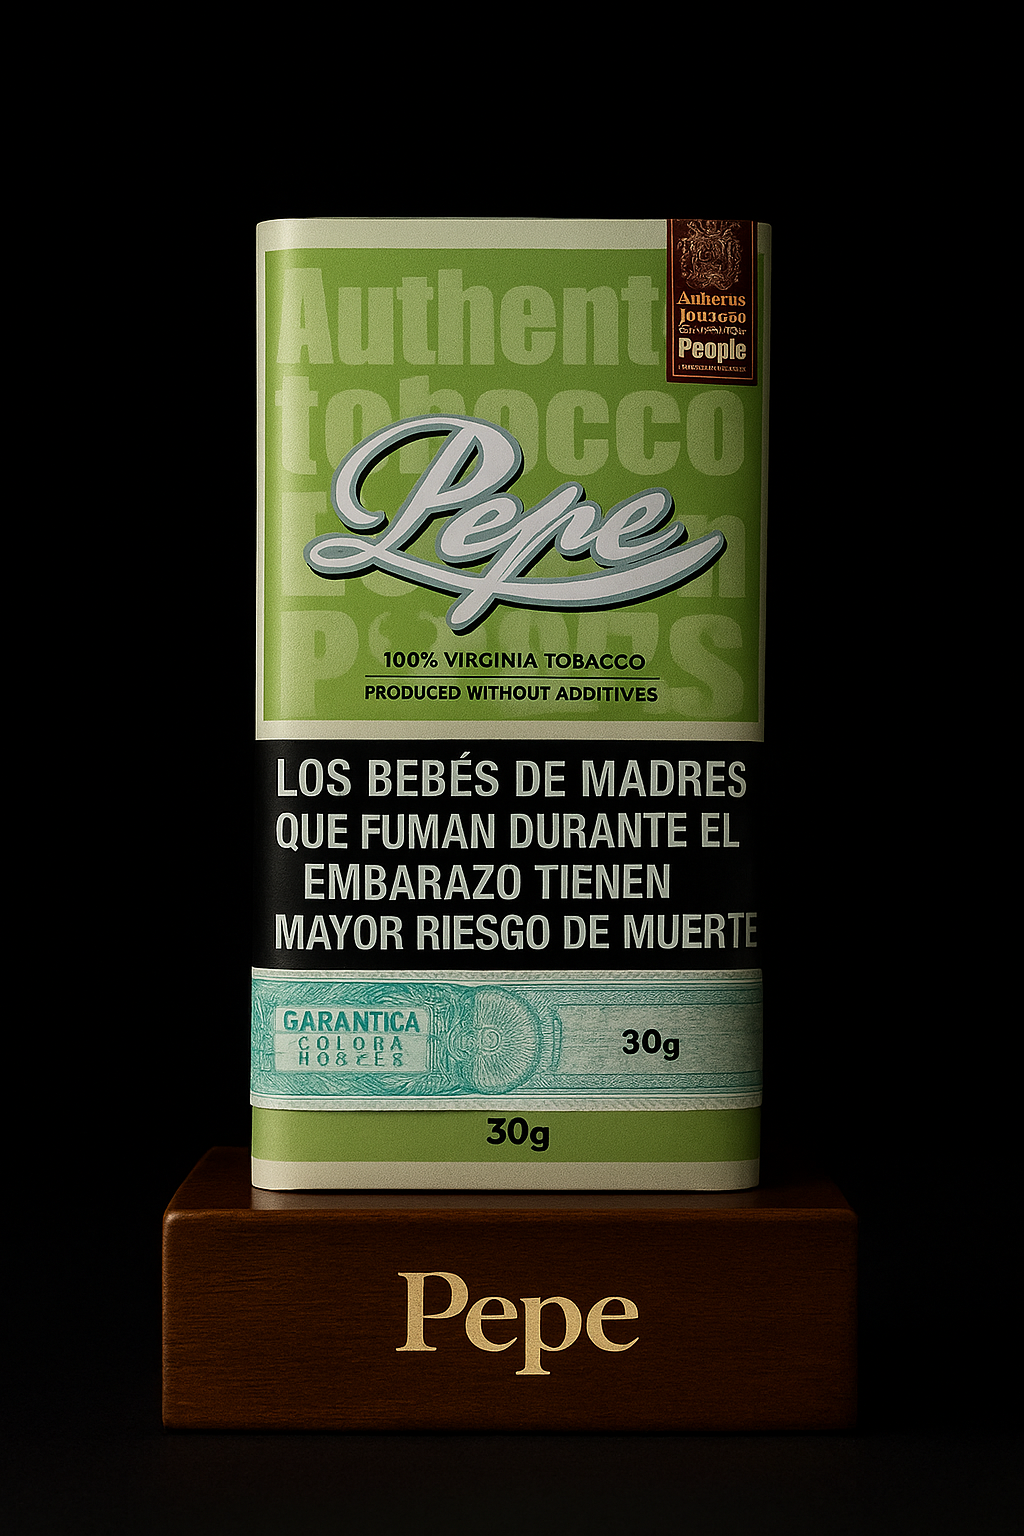 Authent
tobacco
Pepe
People
100% VIRGINIA TOBACCO
PRODUCED WITHOUT ADDITIVES
LOS BEBÉS DE MADRES
QUE FUMAN DURANTE EL
EMBARAZO TIENEN
MAYOR RIESGO DE MUERTE
GARANTICA
COLORA
30g
30g
Pepe